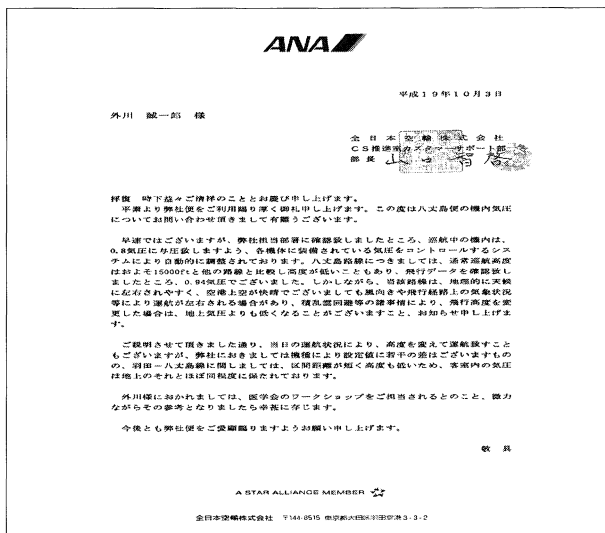 ANA
平成19年10月3日
外川 誠一郎 様
全日本空輸株式会社
CS推進室カスタマーサポート部
部長 山
拝復 時下益々ご清祥のこととお慶び申し上げます。
平素より弊社便をご利用賜り厚く御礼申し上げます。この度は八丈島便の機内気圧
についてお問い合わせ頂きまして有難うございます。
早速ではございますが、弊社担当部署に確認致しましたところ、巡航中の機内は、
0.8気圧に与圧致しますよう、各機体に装備されている気圧をコントロールするシス
テムにより自動的に調整されております。八丈島路線につきましては、通常巡航高度
はおよそ15000ftと他の路線と比較し高度が低いこともあり、飛行データを確認致し
ましたところ、0.94気圧でございました。しかしながら、当該路線は、地理的に天候
に左右されやすく、空港上空が快晴でございましても風向きや飛行経路上の気象状況
等により運航が左右される場合があり、積乱雲回避等の諸事情により、飛行高度を変
更した場合は、地上気圧よりも低くなることがございますこと、お知らせ申し上げま
す。
ご説明させて頂きました通り、当日の運航状況により、高度を変えて運航致すこと
もございますが、弊社におきましては機種により設定値に若干の差はございますもの
の、羽田－八丈島線に関しましては、区間距離が短く高度も低いため、客室内の気圧
は地上のそれとほぼ同程度に保たれております。
外川様におかれましては、医学会のワークショップをご担当されるとのこと、微力
ながらその参考となりましたら幸甚に存じます。
今後とも弊社便をご愛顧賜りますようお願い申し上げます。
敬具
A STAR ALLIANCE MEMBER
全日本空輸株式会社 〒144-8515 東京都大田区羽田空港3-3-2